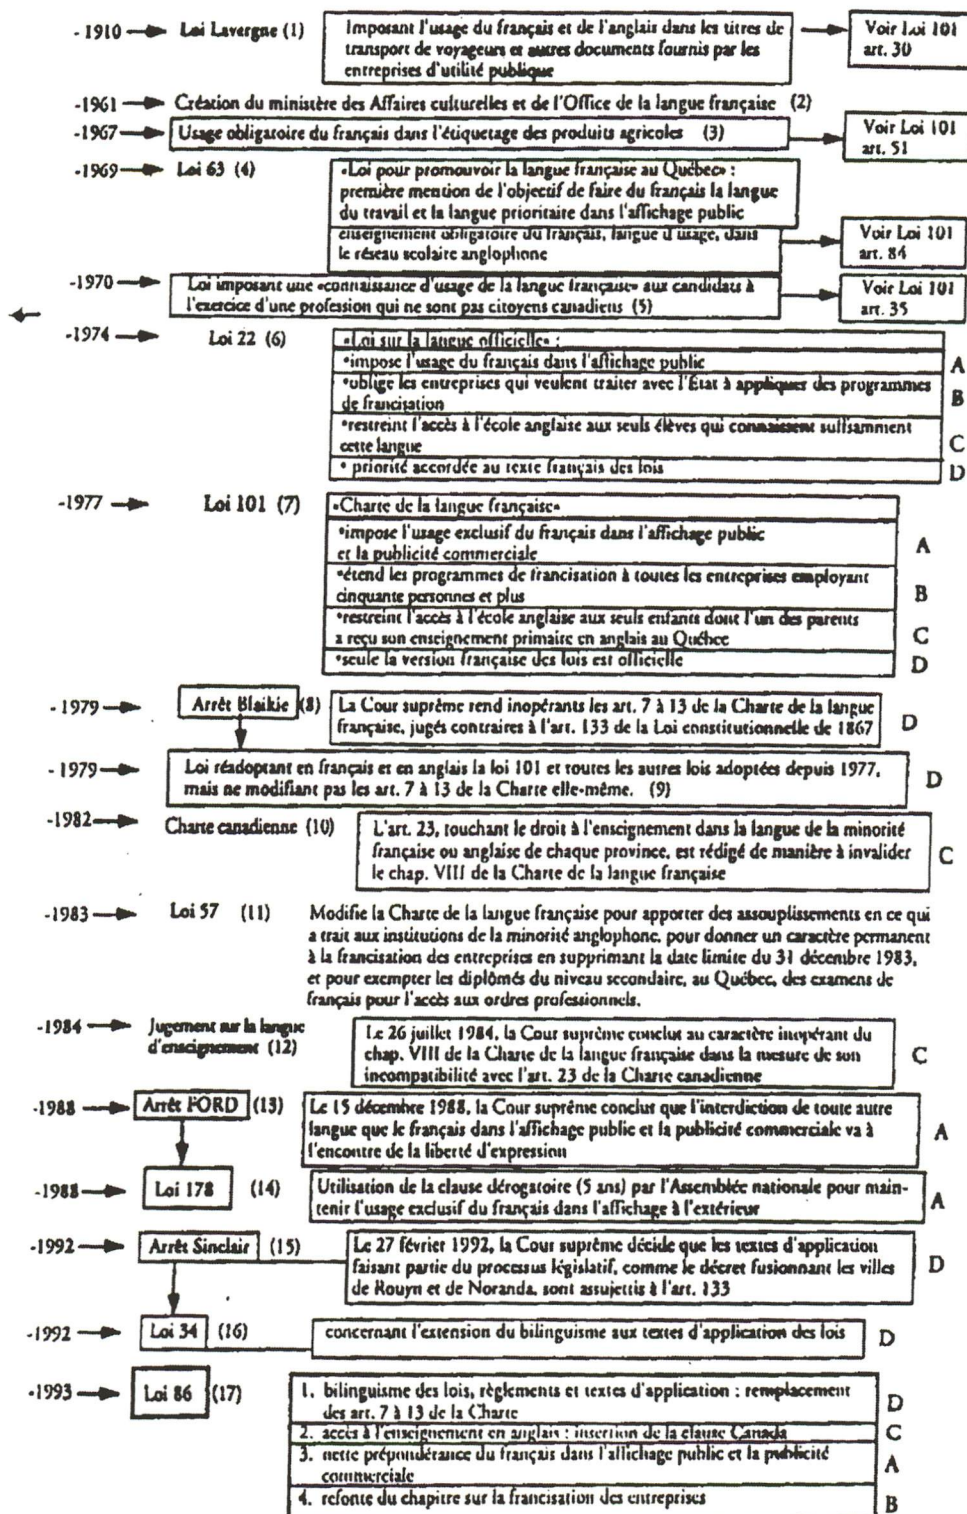 -1910 → Loi Lavergne (1)
Imposant l'usage du français et de l'anglais dans les titres de
transport de voyageurs et autres documents fournis par les
entreprises d'utilité publique
Voir Loi 101
art. 30
-1961 → Création du ministère des Affaires culturelles et de l'Office de la langue française (2)
-1967 → Usage obligatoire du français dans l'étiquetage des produits agricoles (3)
Voir Loi 101
art. 51
-1969 → Loi 63 (4)
«Loi pour promouvoir la langue française au Québec» :
première mention de l'objectif de faire du français la langue
du travail et la langue prioritaire dans l'affichage public
enseignement obligatoire du français, langue d'usage, dans
le réseau scolaire anglophone
Voir Loi 101
art. 84
-1970 → Loi imposant une «connaissance d'usage de la langue française» aux candidats à
l'exercice d'une profession qui ne sont pas citoyens canadiens (5)
Voir Loi 101
art. 35
←
-1974 → Loi 22 (6)
«Loi sur la langue officielle» :
•impose l'usage du français dans l'affichage public A
•oblige les entreprises qui veulent traiter avec l'État à appliques des programmes
de francisation B
•restreint l'accès à l'école anglaise aux seuls élèves qui connaissent suffsamment
cette langue C
• priorité accordée au texte français des lois D
-1977 → Loi 101 (7)
«Charte de la langue française»
•impose l'usage exclusif du français dans l'affichage public
et la publicité commerciale A
•étend les programmes de francisation à toutes les entreprises employant
cinquante personnes et plus B
•restreint l'accès à l'école anglaise aux seuls enfants dont l'un des parents
a reçu son enseignement primaire en anglais au Québec C
•seule la version française des lois est officielle D
- 1979 → Arrêt Blaikie (8)
La Cour suprême rend inopérants les art. 7 à 13 de la Charte de la langue
française, jugés contraires à l'art. 133 de la Loi constitutionnelle de 1867 D
-1979 → Loi réadoptant en français et en anglais la loi 101 et toutes les autres lois adoptées depuis 1977,
mais ne modifiant pas les art. 7 à 13 de la Charte elle-même. (9) D
-1982 → Charte canadienne (10)
L'art. 23, touchant le droit à l'enseignement dans la langue de la minorité
française ou anglaise de chaque province, est rédigé de manière à invalider
le chap. VIII de la Charte de la langue française C
-1983 → Loi 57 (11)
Modifie la Charte de la langue française pour apporter des assouplissements en ce qui
a trait aux institutions de la minorité anglophone, pour donner un caractère permanent
à la francisation des entreprises en supprimant la date limite du 31 décembre 1983,
et pour exempter les diplômés du niveau secondaire, au Québec, des examens de
français pour l'accès aux ordres professionnels.
-1984 → Jugement sur la langue
d'enseignement (12)
Le 26 juillet 1984, la Cour suprême conclut au caractère inopérant du
chap. VIII de la Charte de la langue française dans la mesure de son
incompatibilité avec l'art. 23 de la Charte canadienne C
-1988 → Arrêt FORD (13)
Le 15 décembre 1988, la Cour suprême conclut que l'interdiction de toute autre
langue que le français dans l'affichage public et la publicité commerciale va à
l'encontre de la liberté d'expression A
-1988 → Loi 178 (14)
Utilisation de la clause dérogatoire (5 ans) par l'Assemblée nationale pour main-
tenir l'usage exclusif du français dans l'affichage à l'extérieur A
-1992 → Arrêt Sinclair (15)
Le 27 février 1992, la Cour suprême décide que les textes d'application
faisant partie du processus législatif, comme le décret fusionnant les villes
de Rouyn et de Noranda, sont assujettis à l'art. 133 D
-1992 → Loi 34 (16)
concernant l'extension du bilinguisme aux textes d'application des lois D
-1993 → Loi 86 (17)
1. bilinguisme des lois, règlements et textes d'application : remplacement
des art. 7 à 13 de la Charte D
2. accès à l'enseignement en anglais : insertion de la clause Canada C
3. nette prépondérance du français dans l'affichage public et la publicité
commerciale A
4. refonte du chapitre sur la francisation des entreprises B